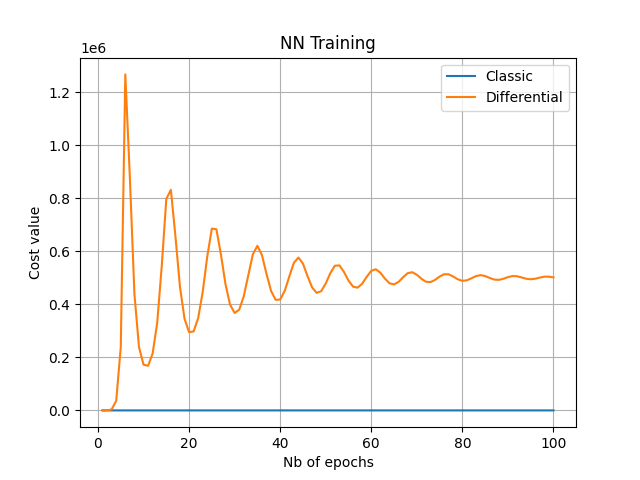 NN Training
1e6
Classic
Differential
1.2
1.0
0.8
0.6
0.4
0.2
0.0
Cost value
0 20 40 60 80 100
Nb of epochs